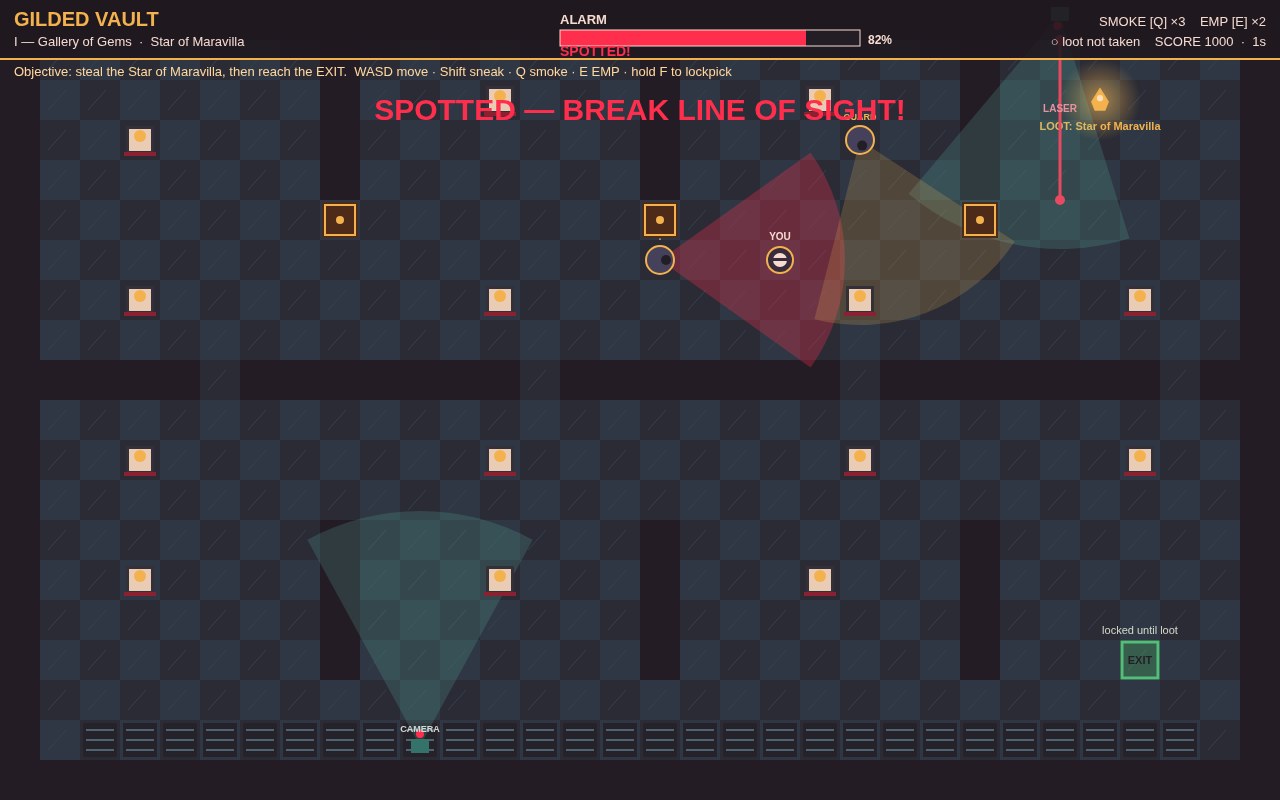 GILDED VAULT
I — Gallery of Gems · Star of Maravilla
ALARM
82%
SPOTTED!
SMOKE [Q] ×3 EMP [E] ×2
○ loot not taken SCORE 1000 · 1s
Objective: steal the Star of Maravilla, then reach the EXIT. WASD move · Shift sneak · Q smoke · E EMP · hold F to lockpick
SPOTTED — BREAK LINE OF SIGHT!
GUARD
LASER
LOOT: Star of Maravilla
YOU
locked until loot
EXIT
CAMERA